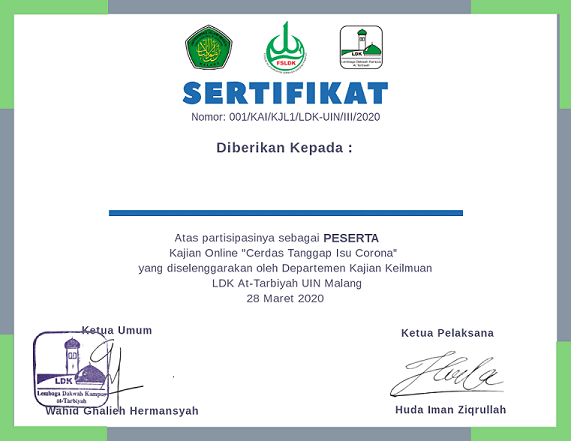 FSLDK
LDK
Lembaga Dakwah Kampus
At-Tarbiyah
SERTIFIKAT
Nomor: 001/KAI/KJL1/LDK-UIN/III/2020
Diberikan Kepada :
Atas partisipasinya sebagai PESERTA
Kajian Online "Cerdas Tanggap Isu Corona"
yang diselenggarakan oleh Departemen Kajian Keilmuan
LDK At-Tarbiyah UIN Malang
28 Maret 2020
Ketua Umum
Ketua Pelaksana
LDK
Lembaga Dakwah Kampus
at-Tarbiyah
Wahid Ghalieh Hermansyah
Huda Iman Ziqrullah